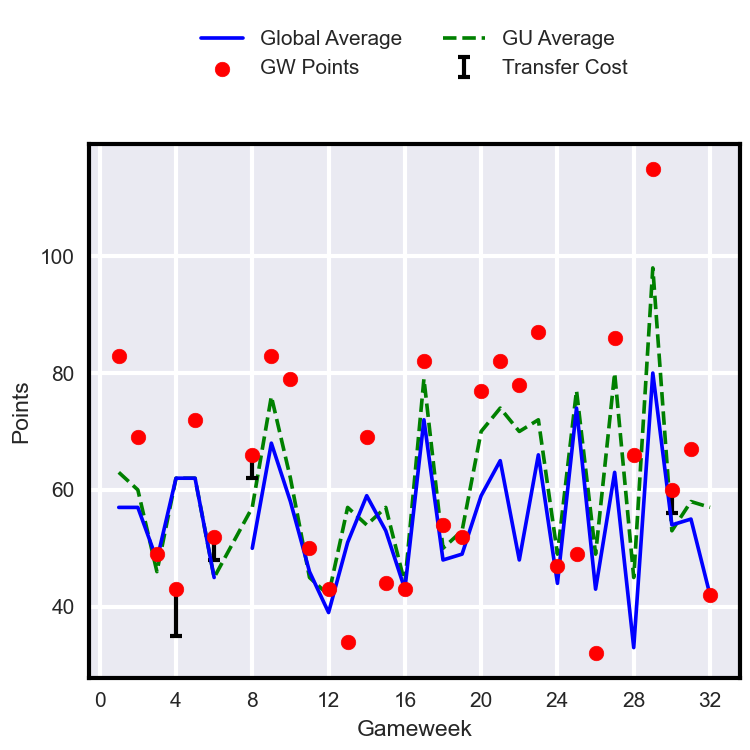 Global Average GU Average
GW Points Transfer Cost
100
80
60
40
Points
0 4 8 12 16 20 24 28 32
Gameweek